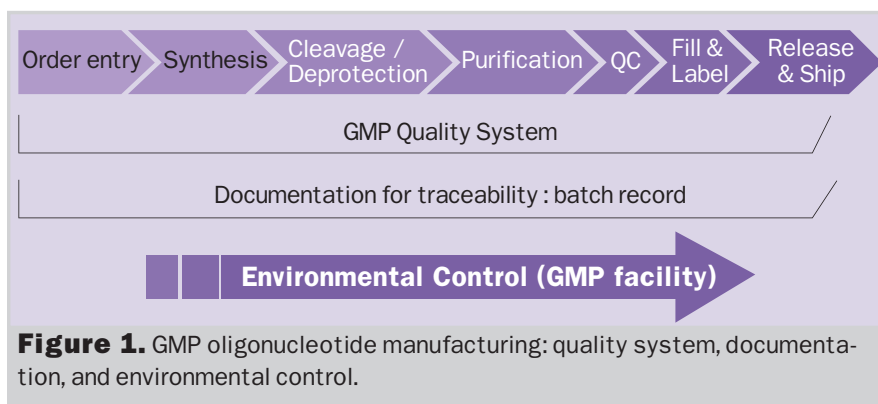 Order entry
Synthesis
Cleavage /
Deprotection
Purification
QC
Fill &
Label
Release
& Ship
GMP Quality System
Documentation for traceability : batch record
Environmental Control (GMP facility)
Figure 1. GMP oligonucleotide manufacturing: quality system, documenta-
tion, and environmental control.